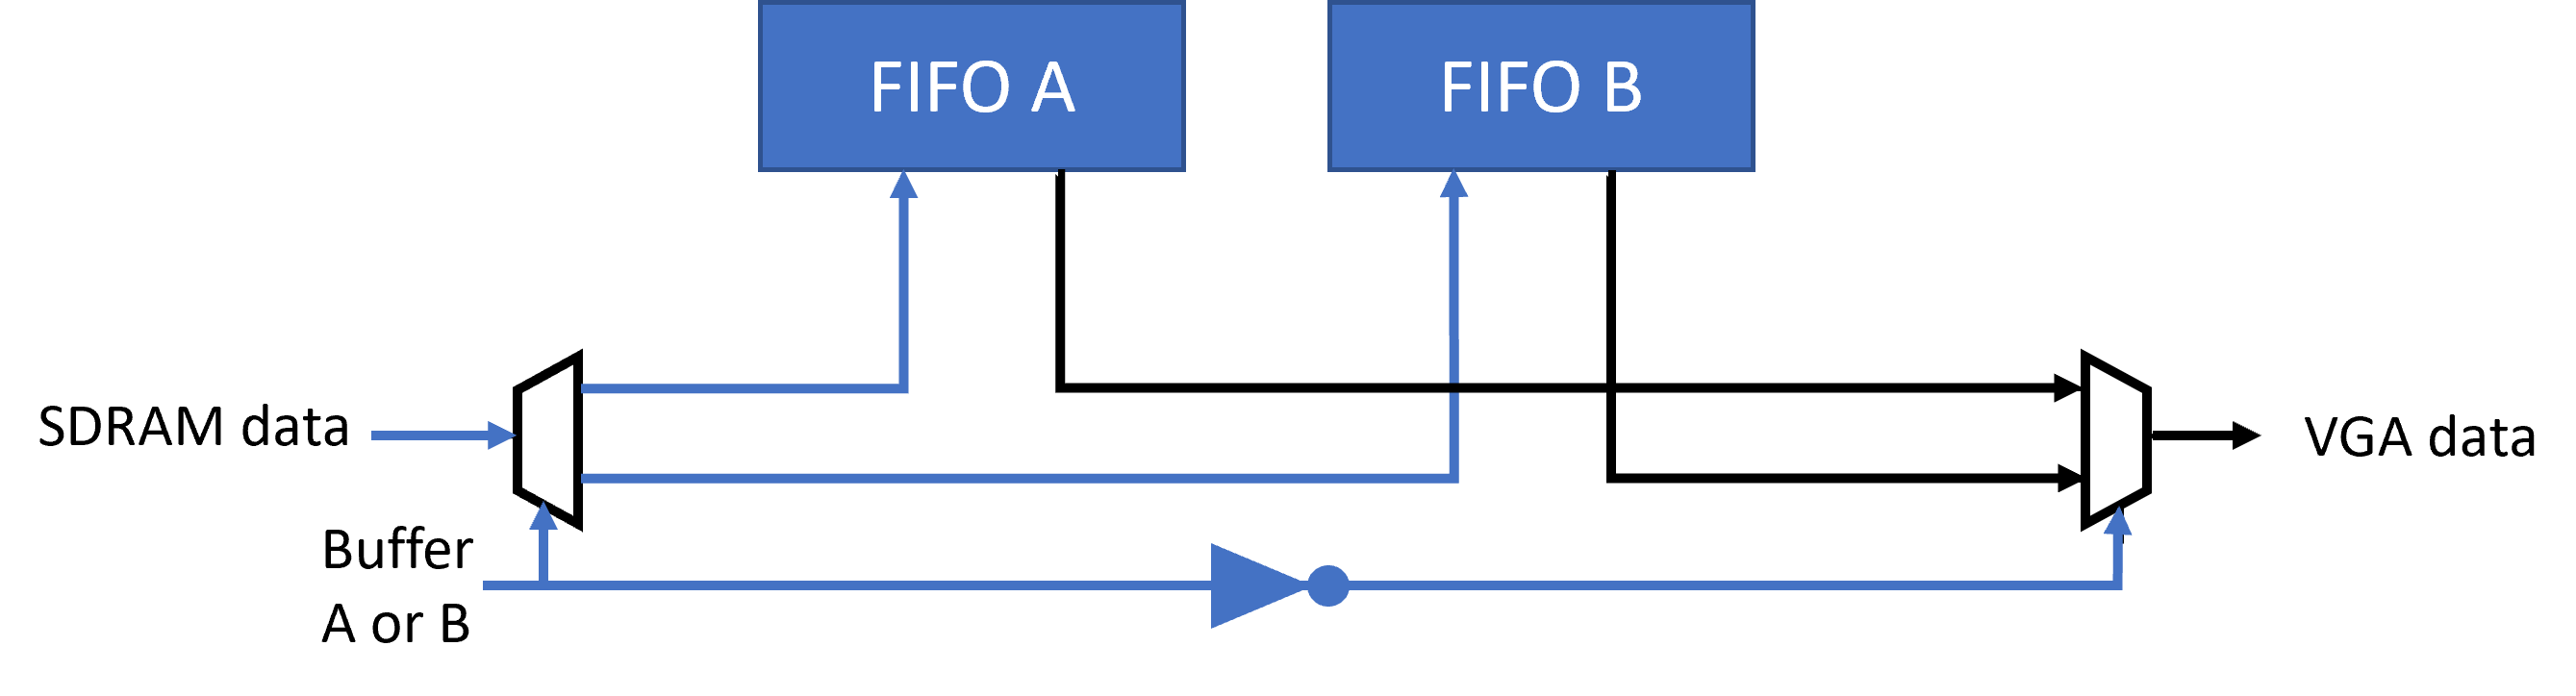 FIFO A
FIFO B
SDRAM data
VGA data
Buffer
A or B